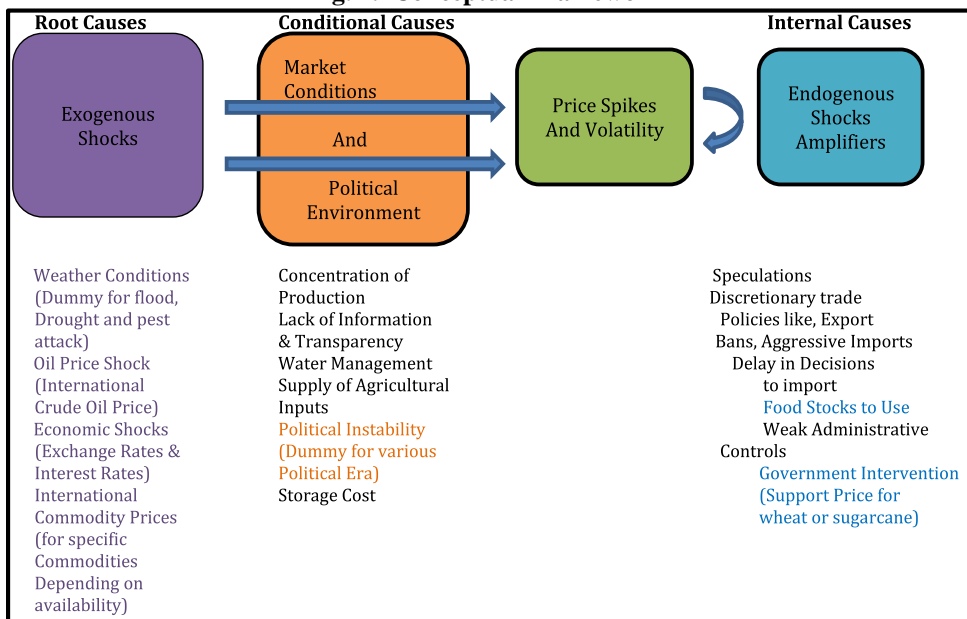 Root Causes
Conditional Causes
Internal Causes
Exogenous
Shocks
Market
Conditions
And
Political
Environment
Price Spikes
And Volatility
Endogenous
Shocks
Amplifiers
Weather Conditions
(Dummy for flood,
Drought and pest
attack)
Oil Price Shock
(International
Crude Oil Price)
Economic Shocks
(Exchange Rates &
Interest Rates)
International
Commodity Prices
(for specific
Commodities
Depending on
availability)
Concentration of
Production
Lack of Information
& Transparency
Water Management
Supply of Agricultural
Inputs
Political Instability
(Dummy for various
Political Era)
Storage Cost
Speculations
Discretionary trade
Policies like, Export
Bans, Aggressive Imports
Delay in Decisions
to import
Food Stocks to Use
Weak Administrative
Controls
Government Intervention
(Support Price for
wheat or sugarcane)